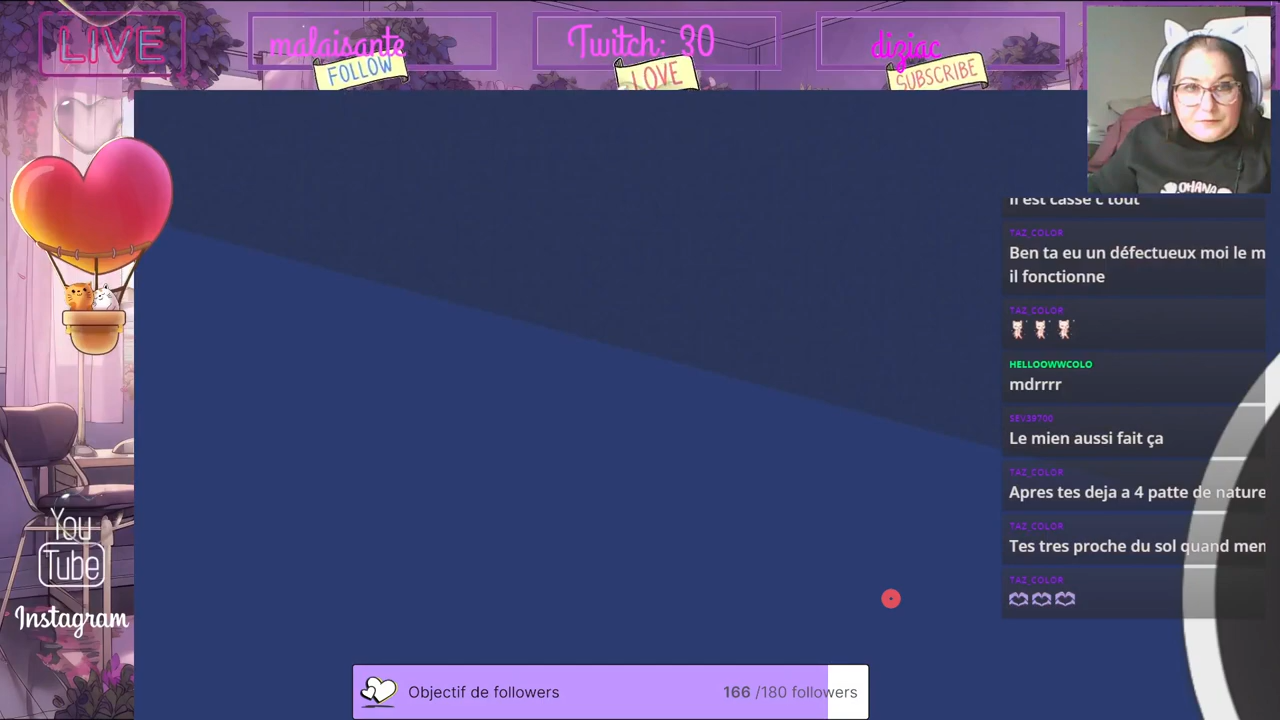 LIVE
malaisante
FOLLOW
Twitch: 30
LOVE
diziac
SUBSCRIBE
OHANA
Il est cassé c tout
TAZ_COLOR
Ben ta eu un défectueux moi le m
il fonctionne
TAZ_COLOR
HELLOOWWCOLO
mdrrrr
SEV39700
Le mien aussi fait ça
TAZ_COLOR
Apres tes deja a 4 patte de nature
TAZ_COLOR
Tes tres proche du sol quand mem
TAZ_COLOR
You
Tube
Instagram
Objectif de followers
166 /180 followers